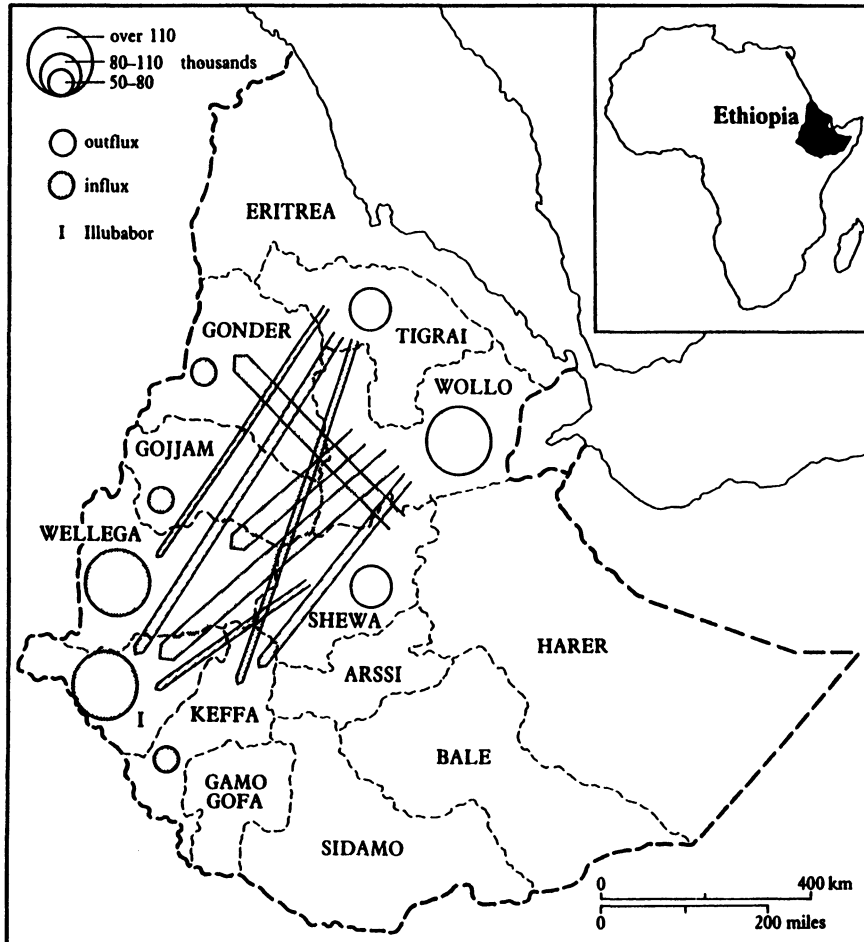 over 110
80–110 thousands
50–80
outflux
influx
I Illubabor
Ethiopia
ERITREA
GONDER
TIGRAI
WOLLO
GOJJAM
WELLEGA
SHEWA
HARER
ARSSI
I
KEFFA
BALE
GAMO
GOFA
SIDAMO
0 400 km
0 200 miles